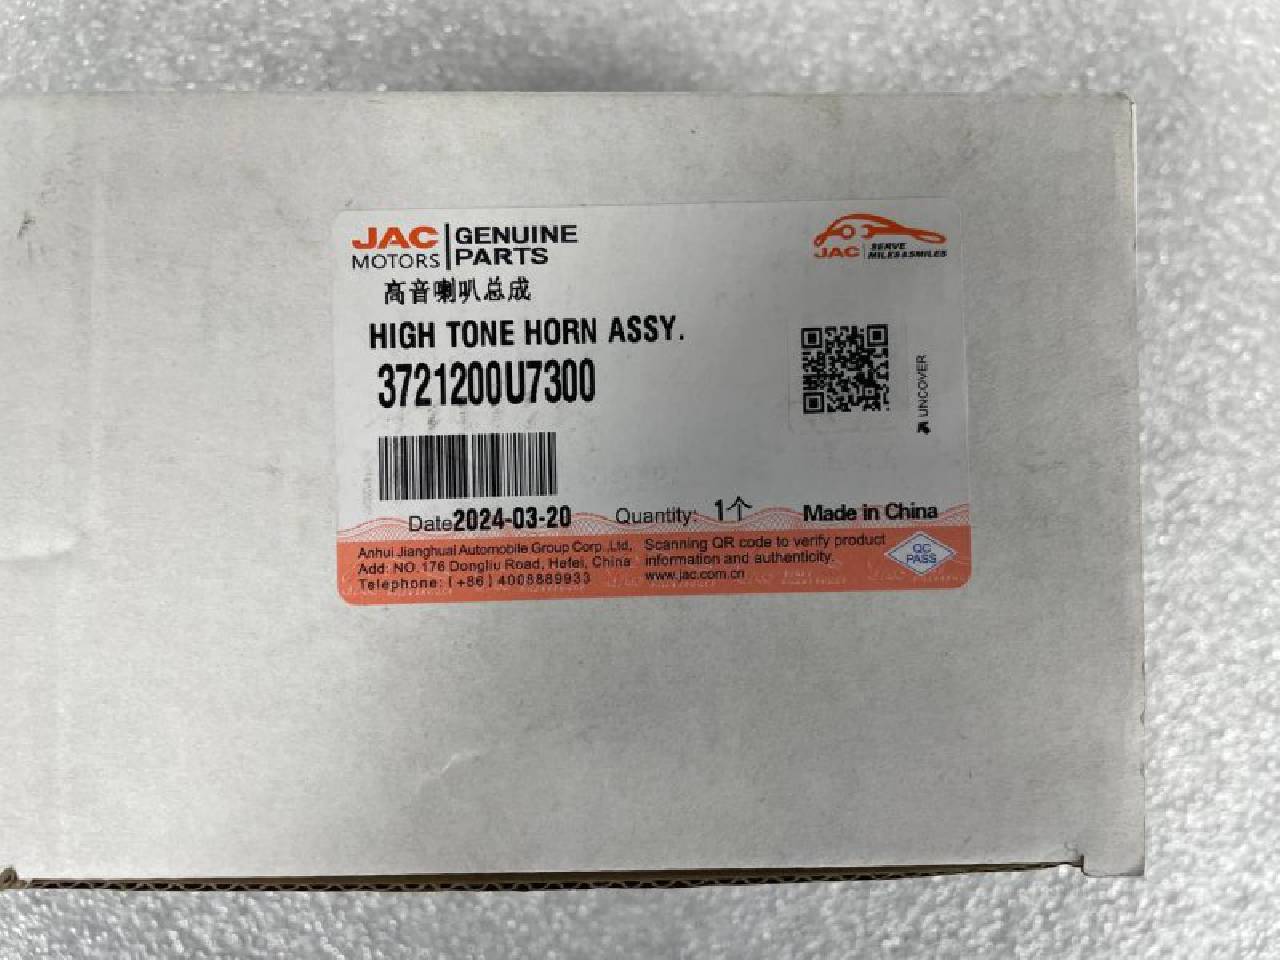 JAC MOTORS
GENUINE PARTS
JAC SERVE MILES&SMILES
高音喇叭总成
HIGH TONE HORN ASSY.
3721200U7300
UNCOVER
Date2024-03-20
Quantity: 1个
Made in China
Anhui Jianghuai Automobile Group Corp.,Ltd.
Add: NO.176 Dongliu Road, Hefei, China
Telephone: (+86) 4008889933
Scanning QR code to verify product
information and authenticity.
www.jac.com.cn
QC
PASS